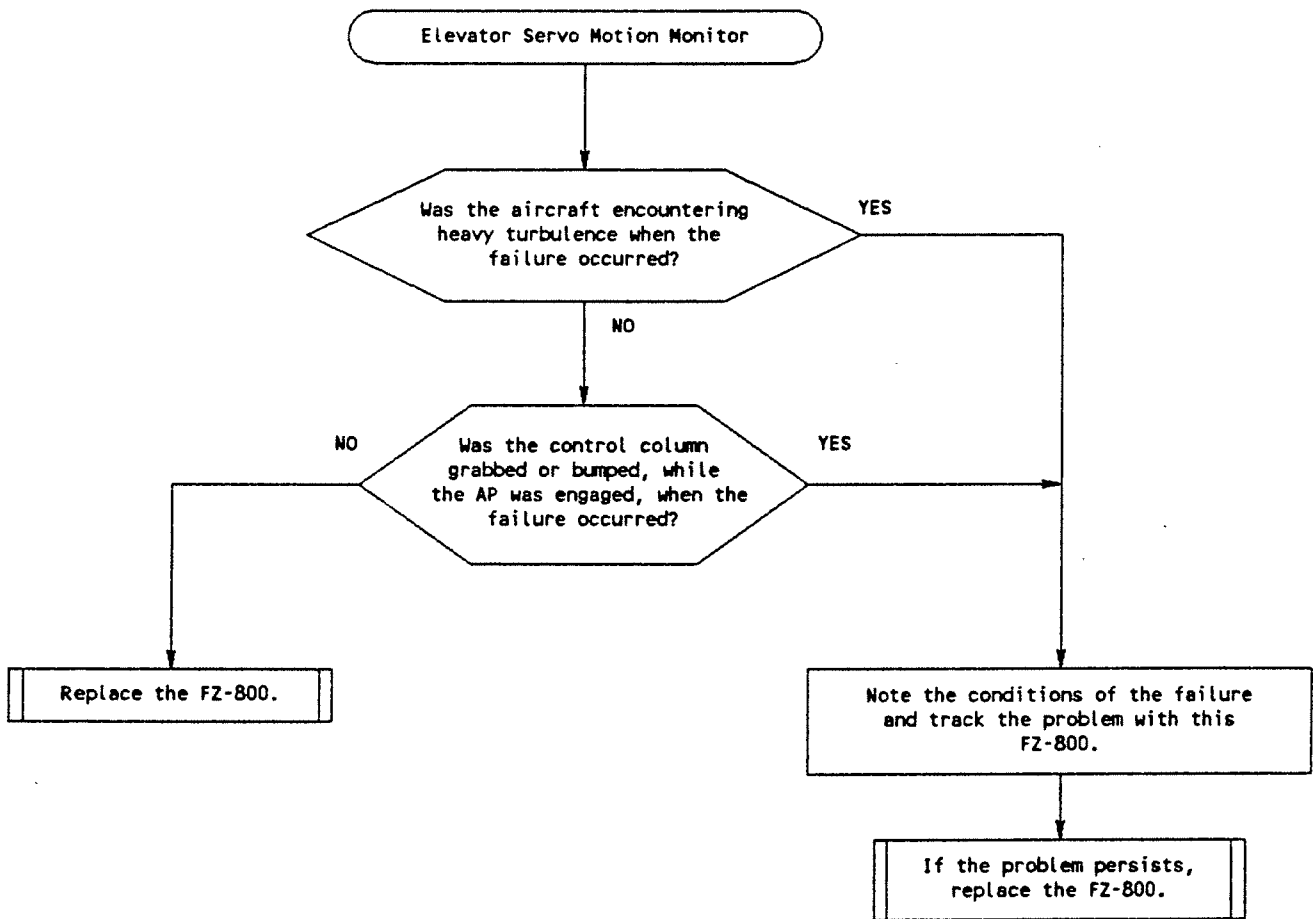 Elevator Servo Motion Monitor
Was the aircraft encountering
heavy turbulence when the
failure occurred?
YES
NO
NO
Was the control column
grabbed or bumped, while
the AP was engaged, when the
failure occurred?
YES
Replace the FZ-800.
Note the conditions of the failure
and track the problem with this
FZ-800.
If the problem persists,
replace the FZ-800.